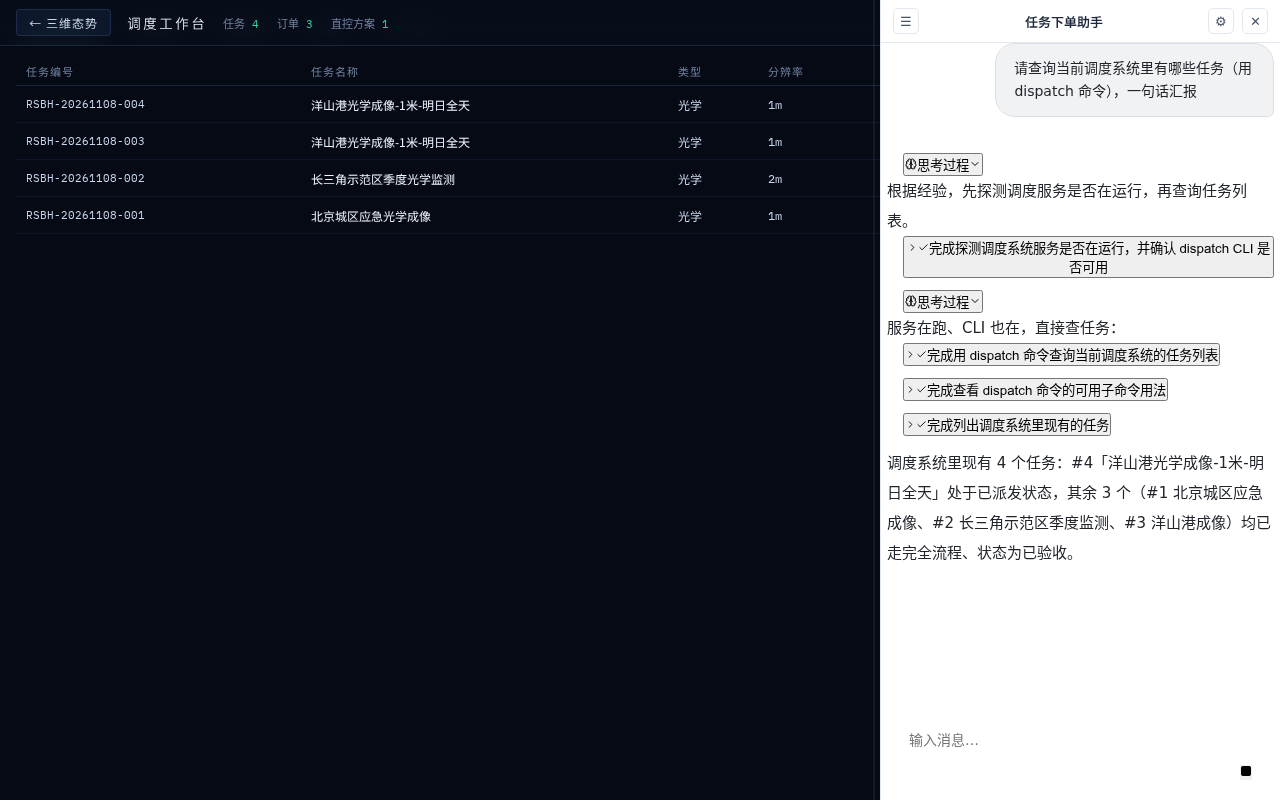 ← 三维态势
调度工作台
任务 4
订单 3
直控方案 1
任务编号
任务名称
类型
分辨率
RSBH-20261108-004
洋山港光学成像-1米-明日全天
光学
1m
RSBH-20261108-003
洋山港光学成像-1米-明日全天
光学
1m
RSBH-20261108-002
长三角示范区季度光学监测
光学
2m
RSBH-20261108-001
北京城区应急光学成像
光学
1m
任务下单助手
请查询当前调度系统里有哪些任务（用
dispatch 命令），一句话汇报
思考过程
根据经验，先探测调度服务是否在运行，再查询任务列
表。
完成探测调度系统服务是否在运行，并确认 dispatch CLI 是
否可用
思考过程
服务在跑、CLI 也在，直接查任务：
完成用 dispatch 命令查询当前调度系统的任务列表
完成查看 dispatch 命令的可用子命令用法
完成列出调度系统里现有的任务
调度系统里现有 4 个任务：#4「洋山港光学成像-1米-明
日全天」处于已派发状态，其余 3 个（#1 北京城区应急
成像、#2 长三角示范区季度监测、#3 洋山港成像）均已
走完全流程、状态为已验收。
输入消息…